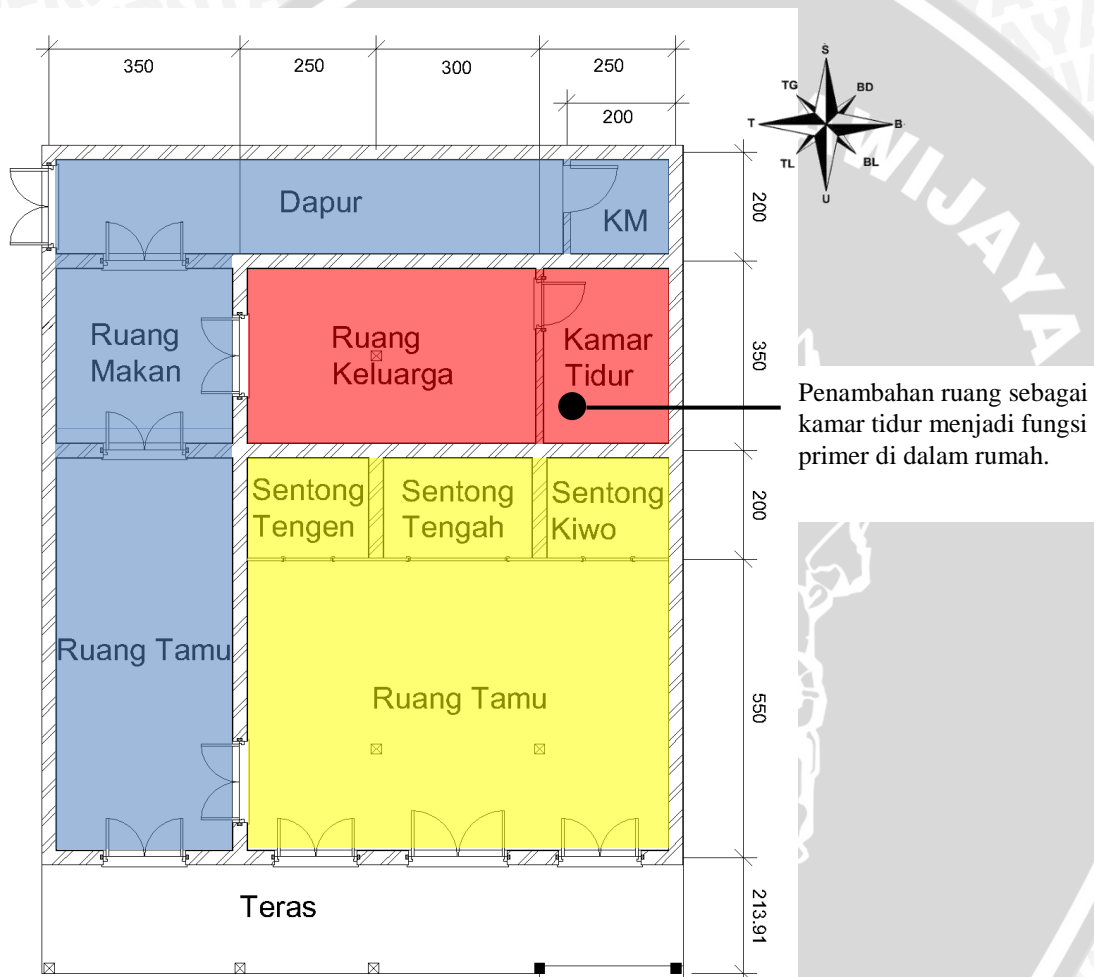 350
250
300
250
200
S
TG
BD
T
B
TL
BL
U
WIJAYA
Dapur
KM
200
Ruang
Makan
Ruang
Keluarga
Kamar
Tidur
350
Penambahan ruang sebagai
kamar tidur menjadi fungsi
primer di dalam rumah.
Sentong
Tengen
Sentong
Tengah
Sentong
Kiwo
200
Ruang Tamu
Ruang Tamu
550
Teras
213.91